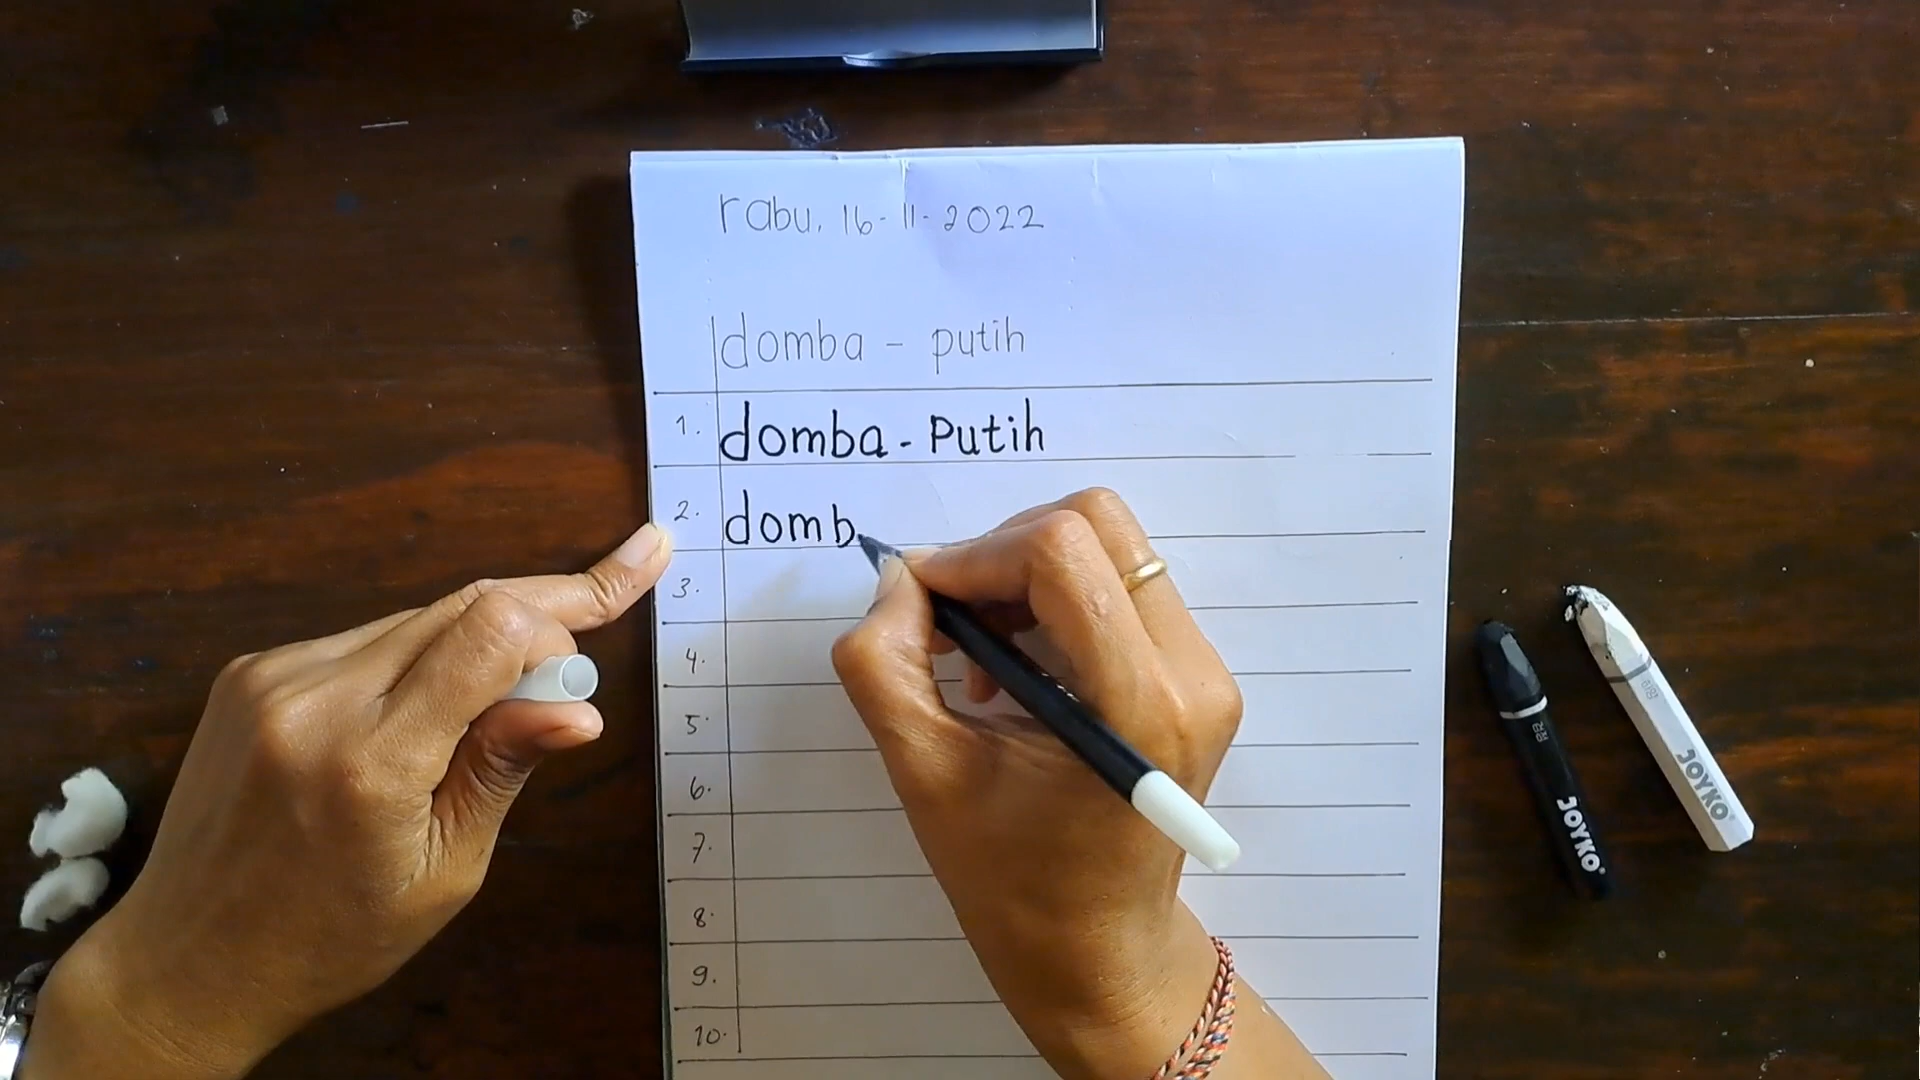 rabu, 16-11-2022
domba - putih
1. domba - Putih
2. domb
3.
4.
5.
6.
7.
8.
9.
10.
JOYKO
JOYKO